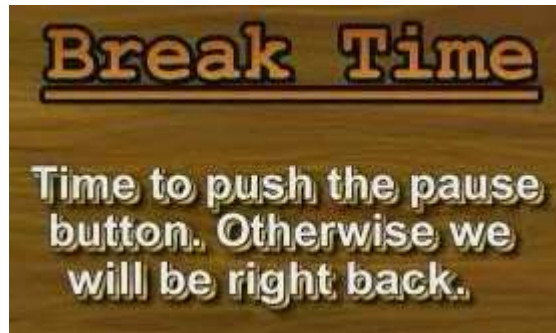 Break Time
Time to push the pause
button. Otherwise we
will be right back.